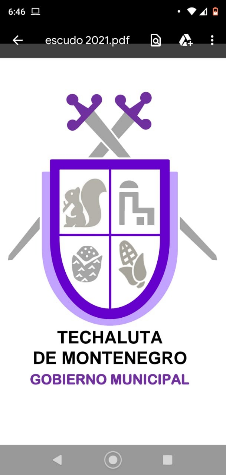 6:46
escudo 2021.pdf
TECHALUTA
DE MONTENEGRO
GOBIERNO MUNICIPAL